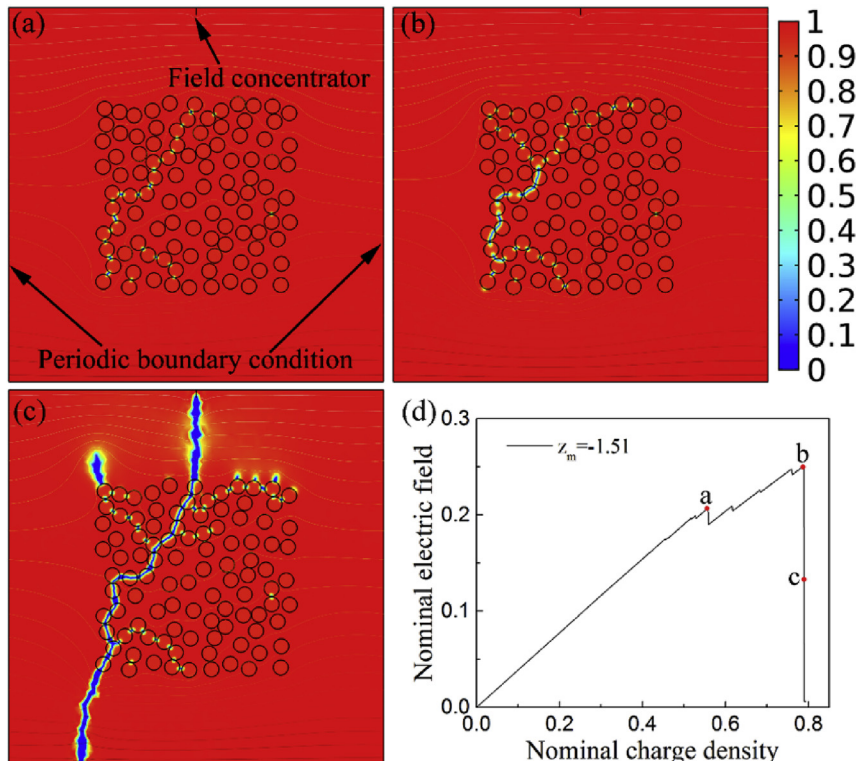 (a)
Field concentrator
Periodic boundary condition
(b)
1
0.9
0.8
0.7
0.6
0.5
0.4
0.3
0.2
0.1
0
(c)
(d)
Nominal electric field
0.3
0.2
0.1
0.0
z_m=-1.51
a
b
c
0.0 0.2 0.4 0.6 0.8
Nominal charge density